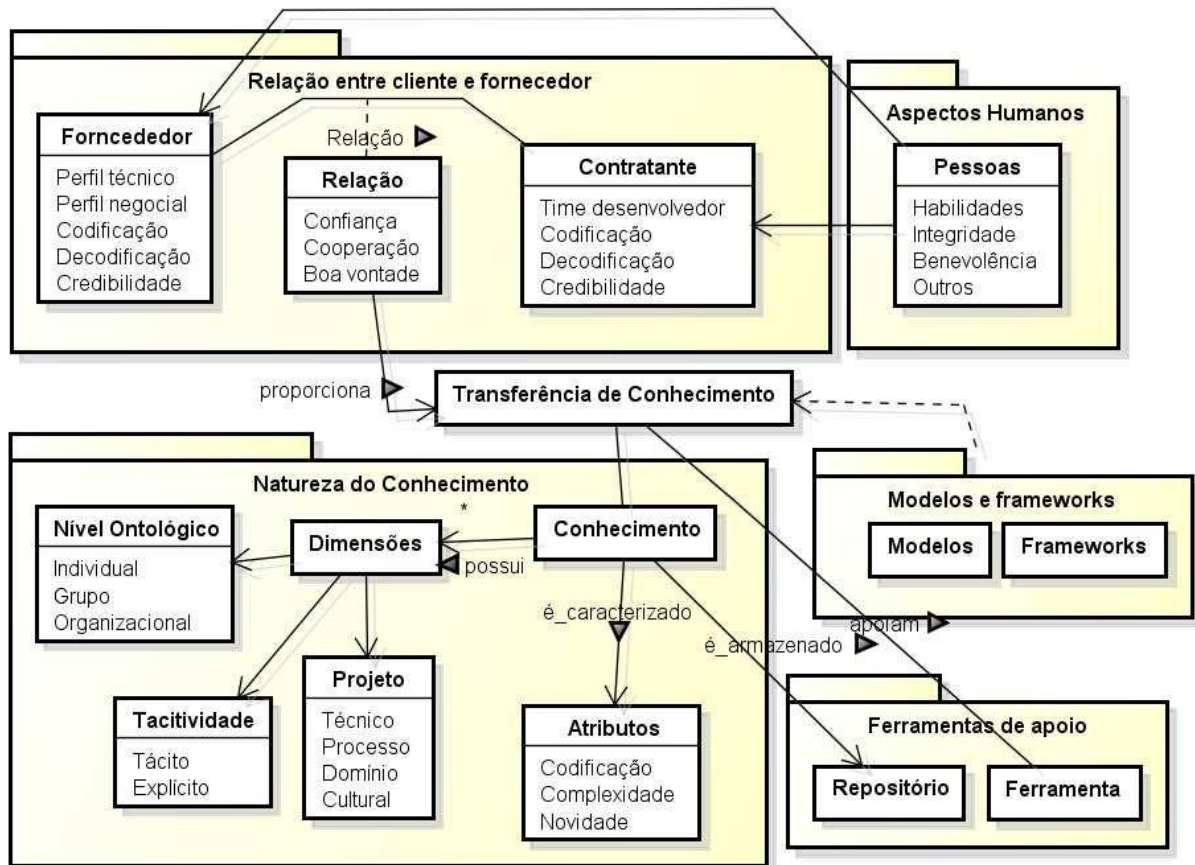 Relação entre cliente e fornecedor
Forncededor
Perfil técnico
Perfil negocial
Codificação
Decodificação
Credibilidade
Relação
Relação
Confiança
Cooperação
Boa vontade
Contratante
Time desenvolvedor
Codificação
Decodificação
Credibilidade
Aspectos Humanos
Pessoas
Habilidades
Integridade
Benevolência
Outros
proporciona
Transferência de Conhecimento
Natureza do Conhecimento
Nível Ontológico
Individual
Grupo
Organizacional
Dimensões
*
possui
Conhecimento
é_caracterizado
é_armazenado
apoiam
Tacitividade
Tácito
Explícito
Projeto
Técnico
Processo
Domínio
Cultural
Atributos
Codificação
Complexidade
Novidade
Modelos e frameworks
Modelos
Frameworks
Ferramentas de apoio
Repositório
Ferramenta